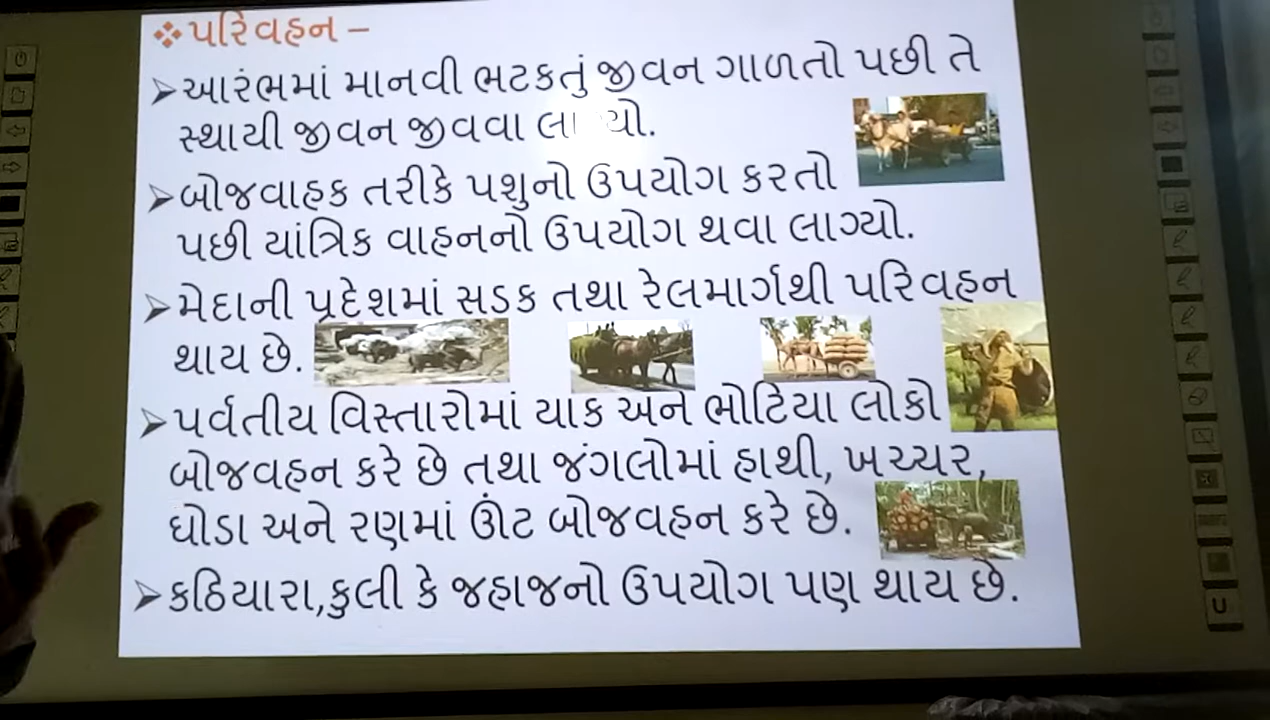 ❖પરિવહન –
➢આરંભમાં માનવી ભટકતું જીવન ગાળતો પછી તે
સ્થાયી જીવન જીવવા
➢બોજવાહક તરીકે પશુનો ઉપયોગ કરતો
પછી યાંત્રિક વાહનનો ઉપયોગ થવા લાગ્યો.
➢મેદાની પ્રદેશમાં સડક તથા રેલમાર્ગથી પરિવહન
થાય છે.
➢પર્વતીય વિસ્તારોમાં યાક અને ભોટિયા લોકો
બોજવહન કરે છે તથા જંગલોમાં હાથી, ખચ્ચર,
ઘોડા અને રણમાં ઊંટ બોજવહન કરે છે.
➢કઠિયારા,કુલી કે જહાજનો ઉપયોગ પણ થાય છે.